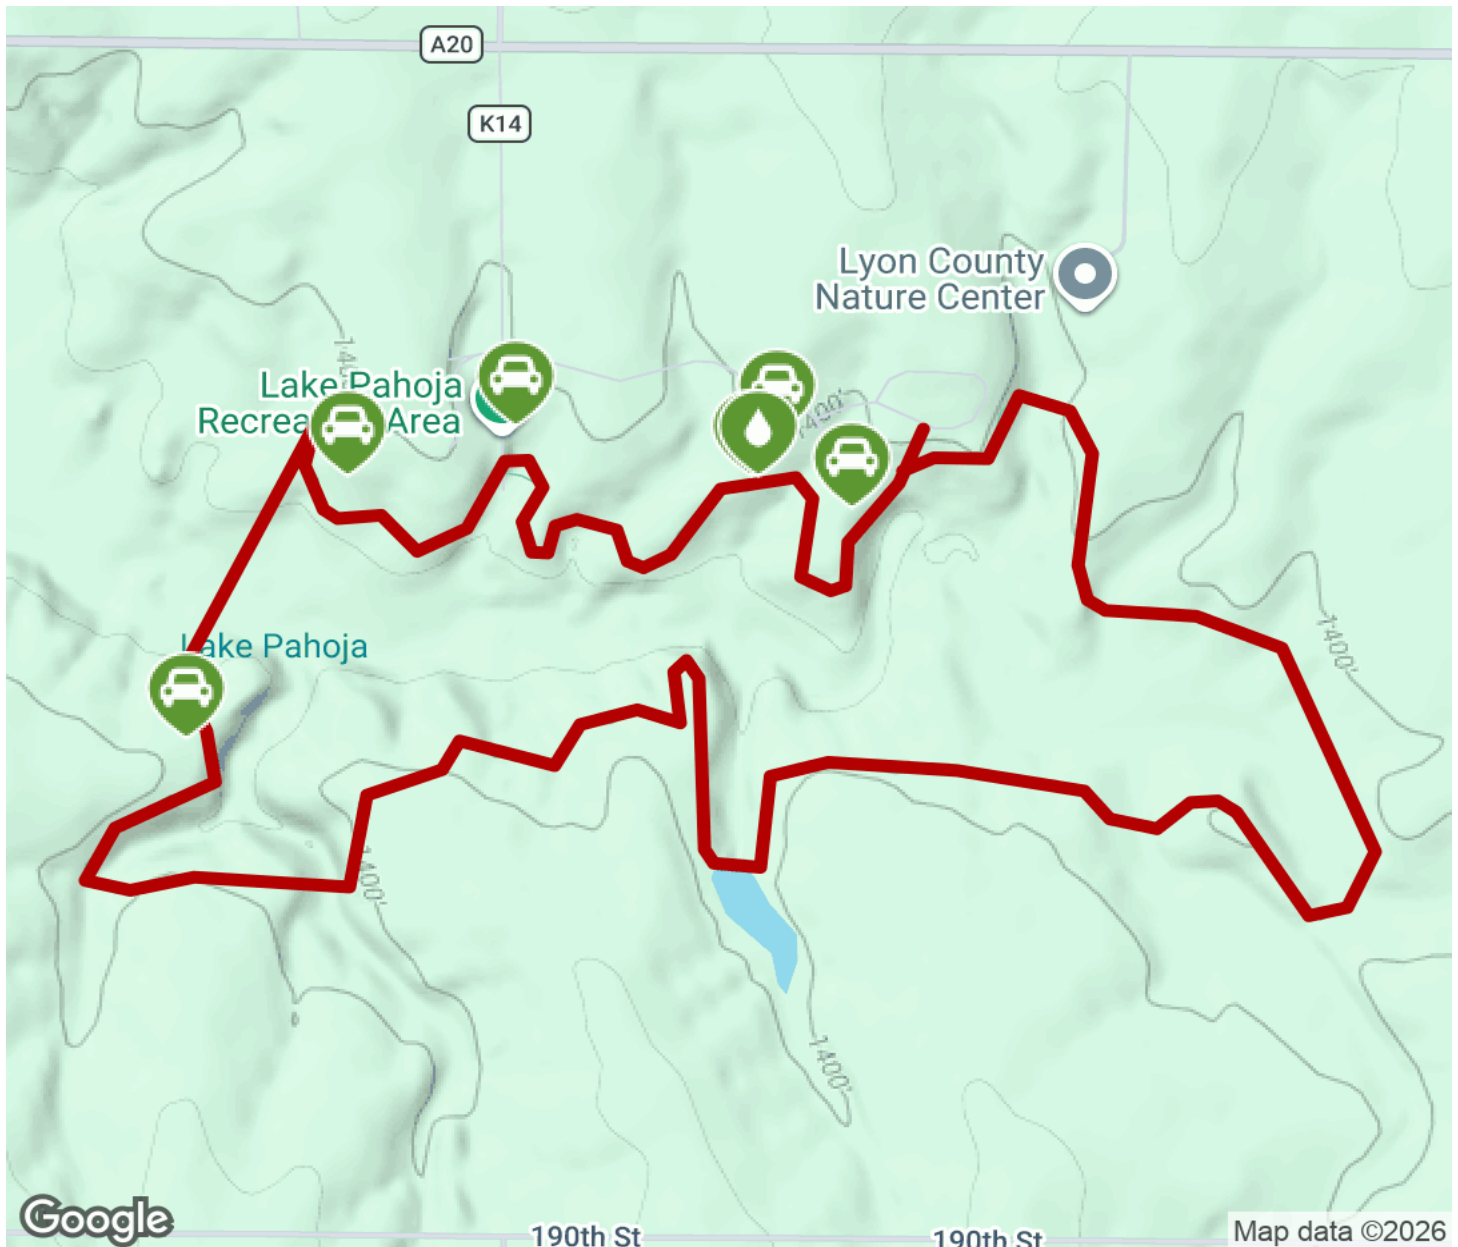 A20
K14
Lyon County
Nature Center
Lake Pahoja
Recrea Area
1400'
1400'
Lake Pahoja
1400'
1400'
190th St
190th St
Google
Map data ©2026